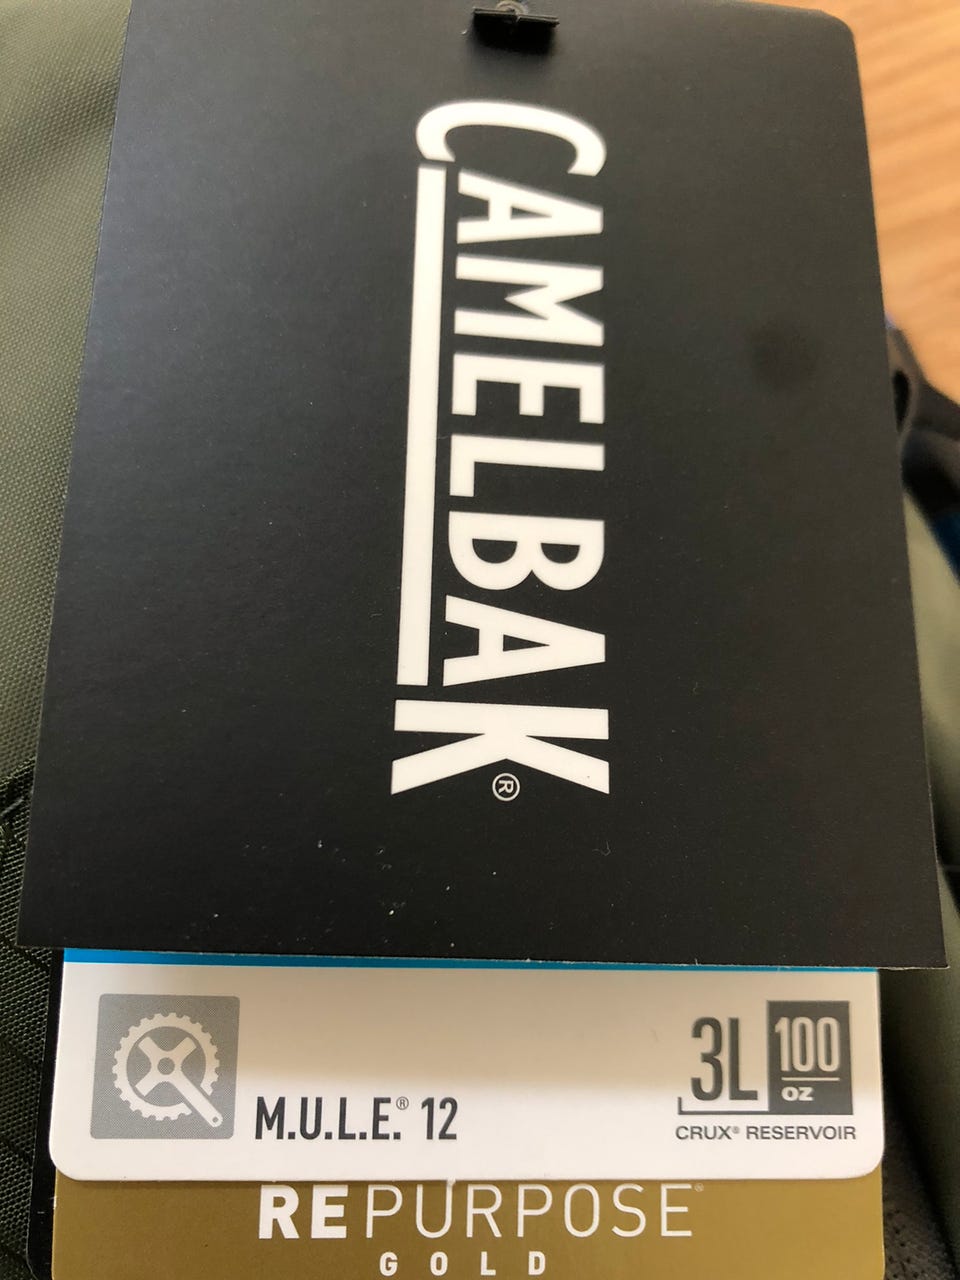 CAMELBAK®
M.U.L.E.® 12
3L 100 oz
CRUX® RESERVOIR
REPURPOSE®
GOLD